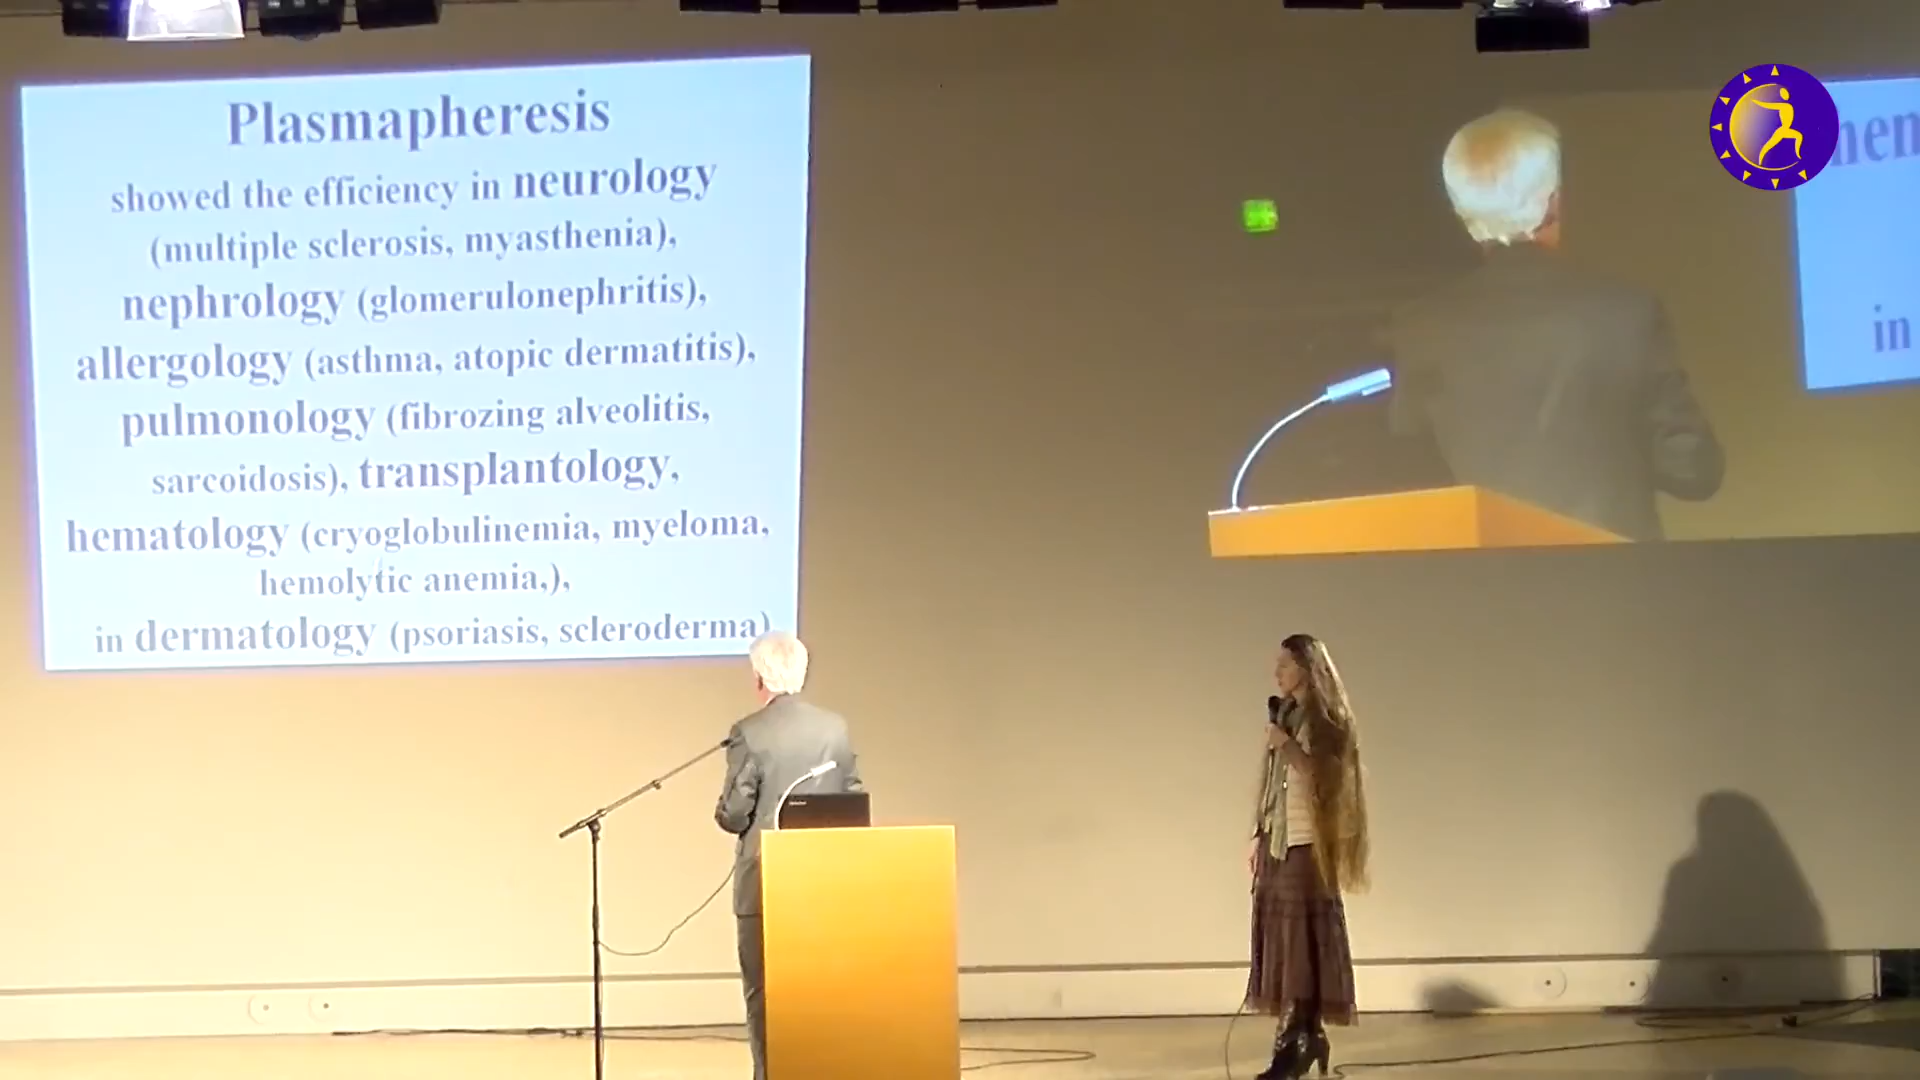 Plasmapheresis
showed the efficiency in neurology
(multiple sclerosis, myasthenia),
nephrology (glomerulonephritis),
allergology (asthma, atopic dermatitis),
pulmonology (fibrozing alveolitis,
sarcoidosis), transplantology,
hematology (cryoglobulinemia, myeloma,
hemolytic anemia,),
in dermatology (psoriasis, scleroderma)
in